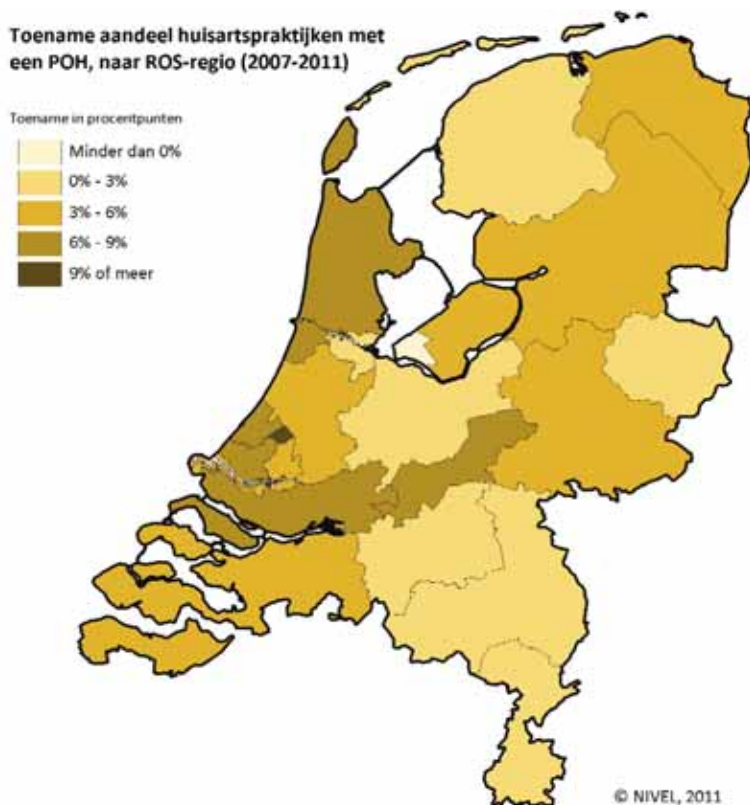 Toename aandeel huisartspraktijken met
een POH, naar ROS-regio (2007-2011)
Toename in procentpunten
Minder dan 0%
0% - 3%
3% - 6%
6% - 9%
9% of meer
© NIVEL, 2011